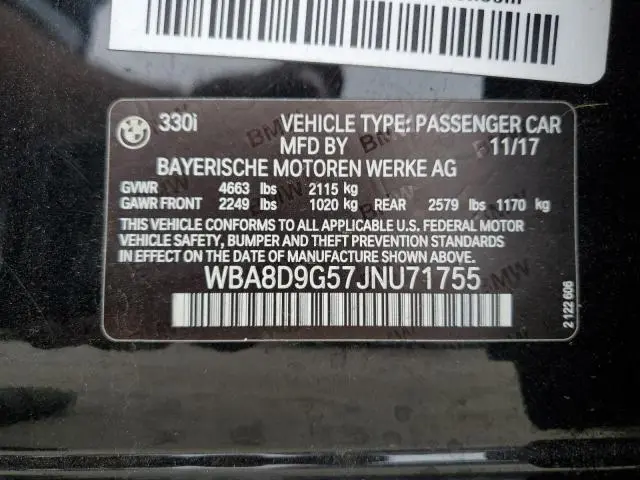 330i VEHICLE TYPE: PASSENGER CAR
MFD BY 11/17
BAYERISCHE MOTOREN WERKE AG
GVWR 4663 lbs 2115 kg
GAWR FRONT 2249 lbs 1020 kg REAR 2579 lbs 1170 kg
THIS VEHICLE CONFORMS TO ALL APPLICABLE U.S. FEDERAL MOTOR
VEHICLE SAFETY, BUMPER AND THEFT PREVENTION STANDARDS IN
EFFECT ON THE DATE OF MANUFACTURE SHOWN ABOVE.
WBA8D9G57JNU71755
2 122 606